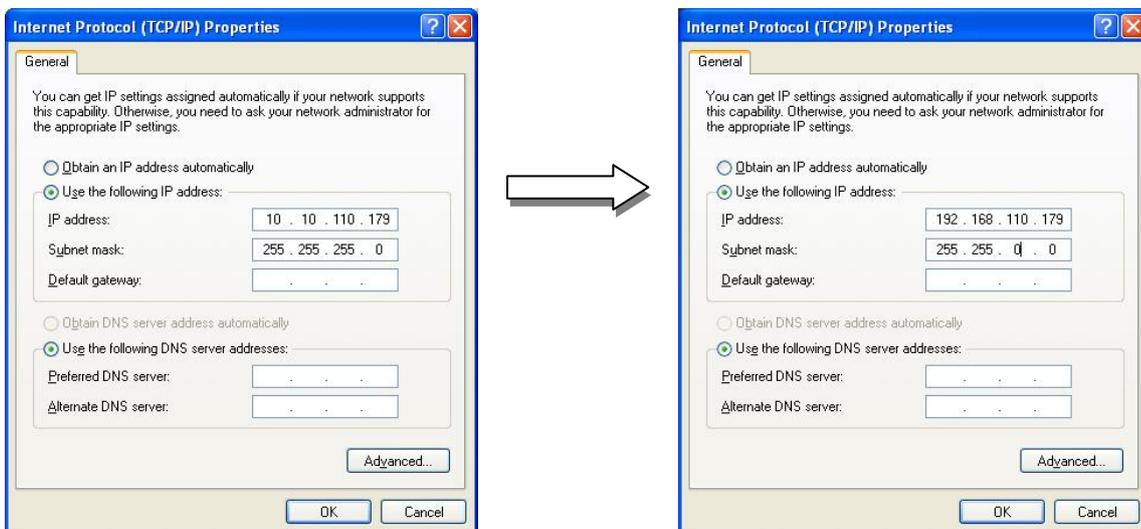 Internet Protocol (TCP/IP) Properties
General
You can get IP settings assigned automatically if your network supports
this capability. Otherwise, you need to ask your network administrator for
the appropriate IP settings.
Obtain an IP address automatically
Use the following IP address:
IP address: 10 . 10 . 110 . 179
Subnet mask: 255 . 255 . 255 . 0
Default gateway: . . .
Obtain DNS server address automatically
Use the following DNS server addresses:
Preferred DNS server: . . .
Alternate DNS server: . . .
Advanced...
OK Cancel
Internet Protocol (TCP/IP) Properties
General
You can get IP settings assigned automatically if your network supports
this capability. Otherwise, you need to ask your network administrator for
the appropriate IP settings.
Obtain an IP address automatically
Use the following IP address:
IP address: 192 . 168 . 110 . 179
Subnet mask: 255 . 255 . 0 . 0
Default gateway: . . .
Obtain DNS server address automatically
Use the following DNS server addresses:
Preferred DNS server: . . .
Alternate DNS server: . . .
Advanced...
OK Cancel